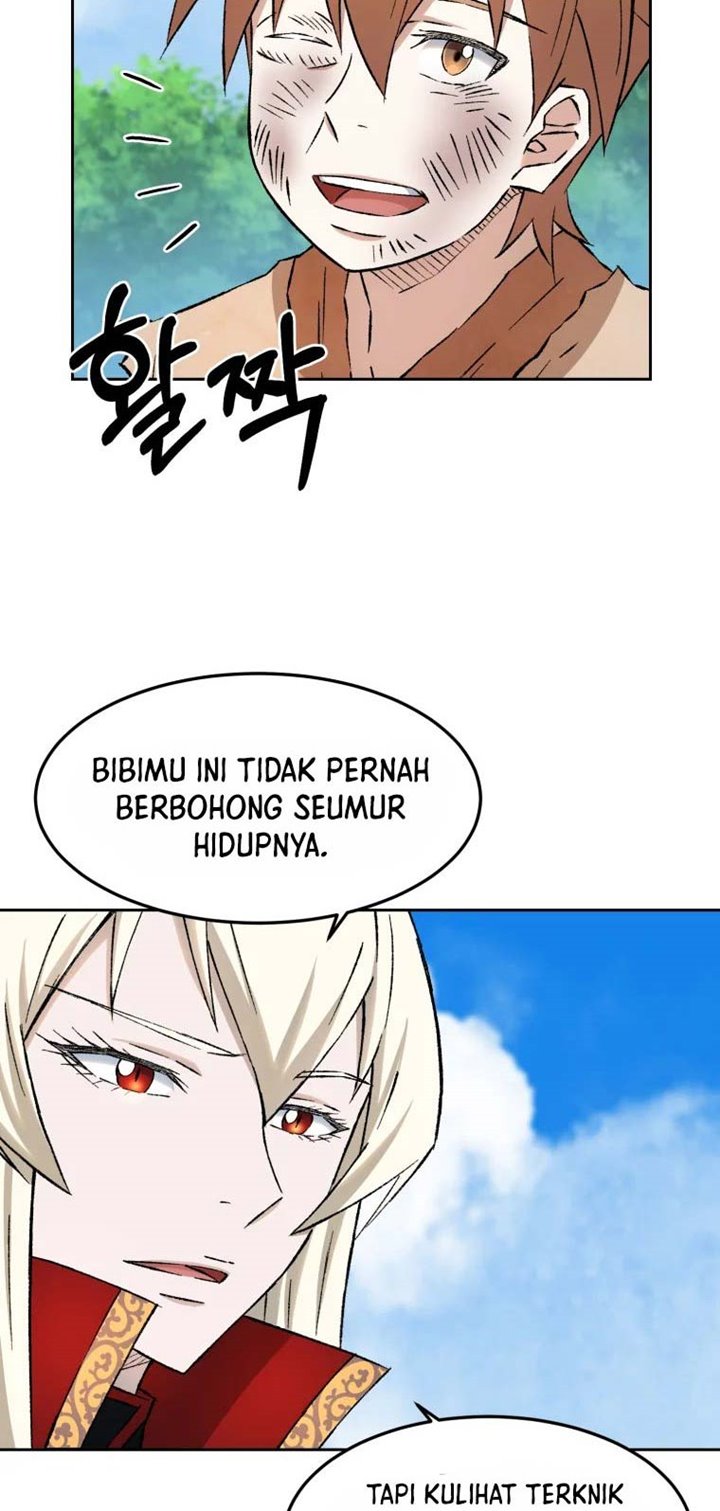 활짝
BIBIMU INI TIDAK PERNAH
BERBOHONG SEUMUR
HIDUPNYA.
TAPI KULIHAT TERKNIK